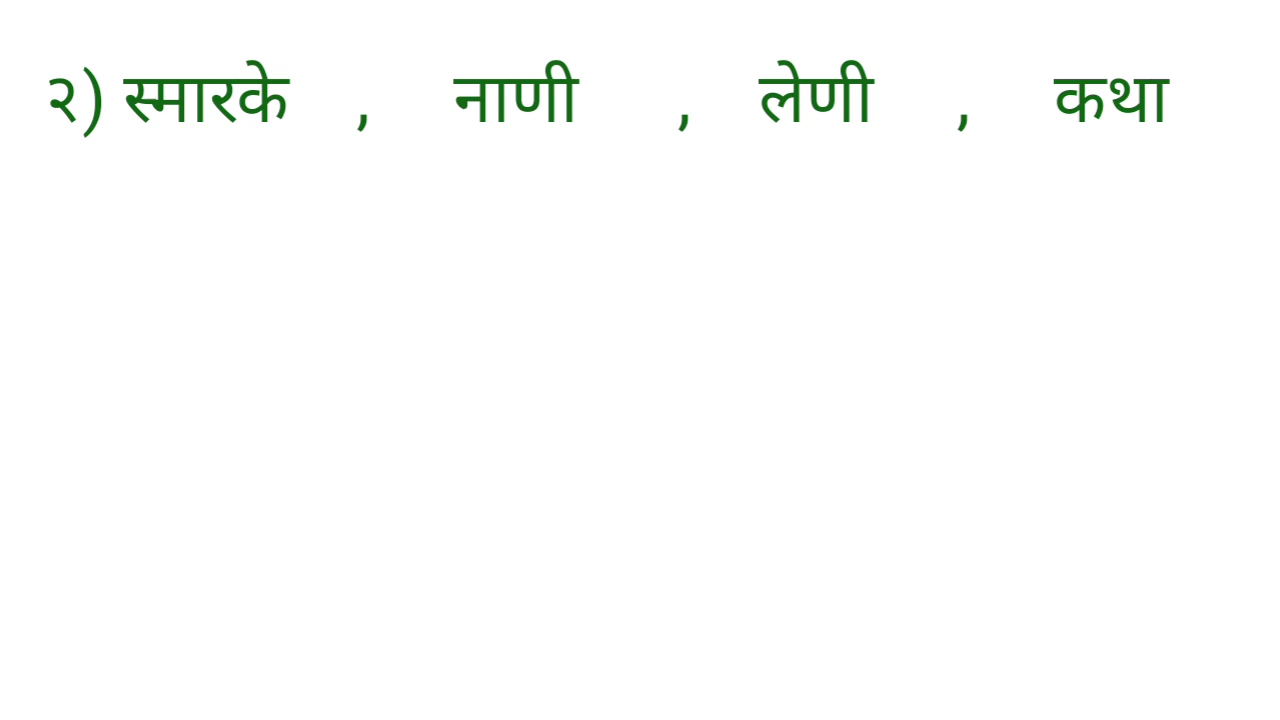 २) स्मारके , नाणी , लेणी , कथा